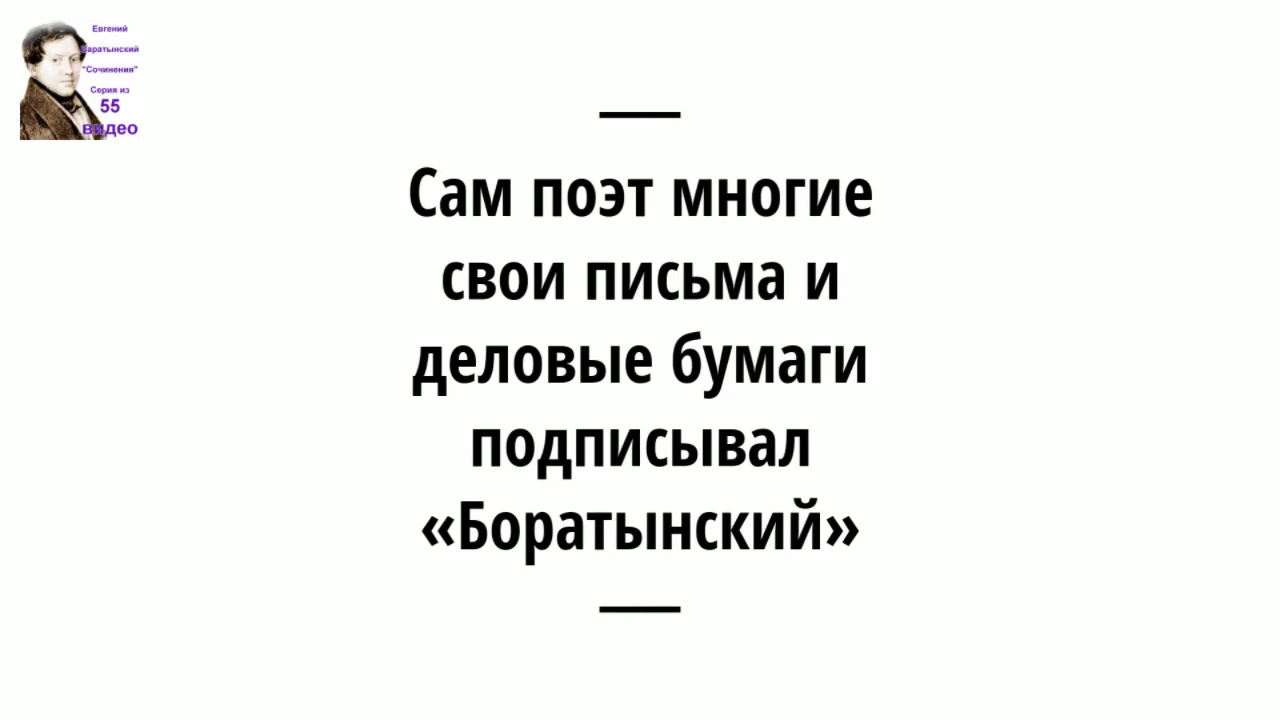 Евгений
Баратынский
"Сочинения"
Серия из
55
видео
Сам поэт многие
свои письма и
деловые бумаги
подписывал
«Боратынский»